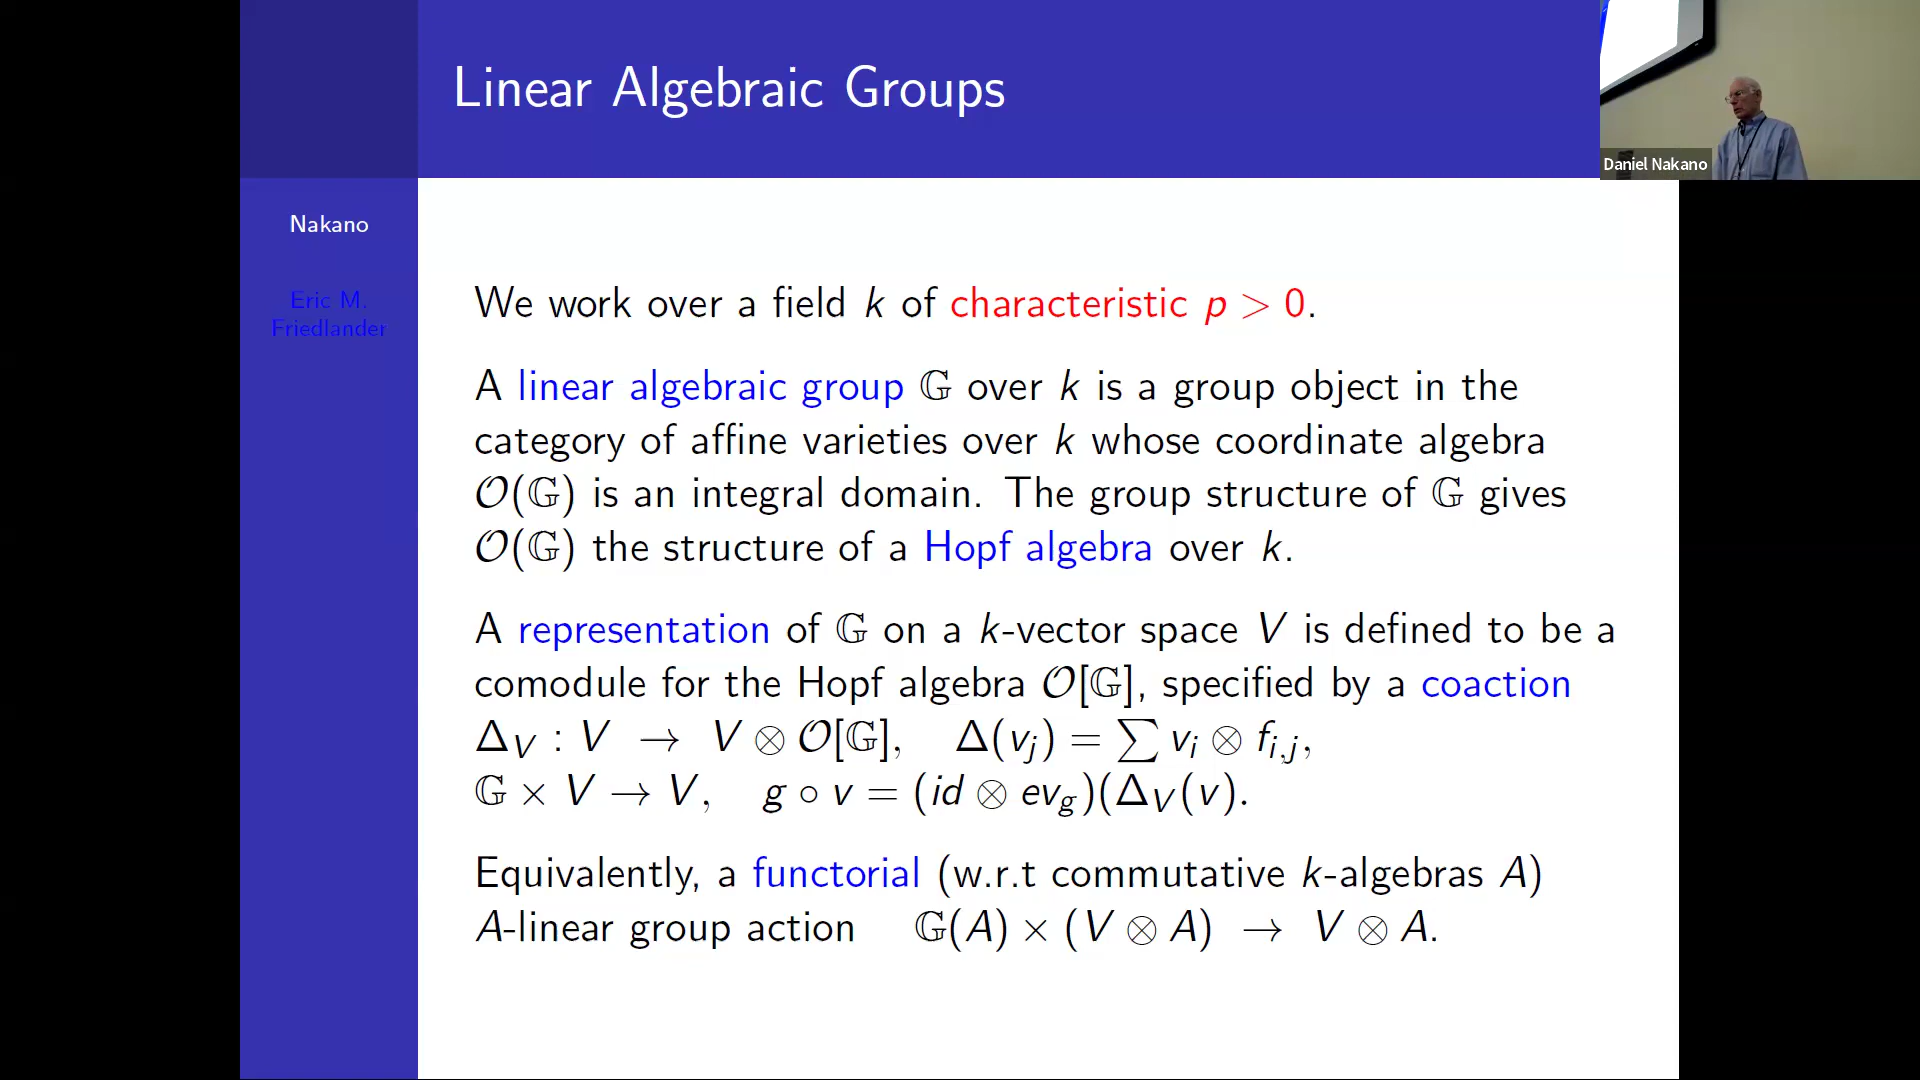 Linear Algebraic Groups
Daniel Nakano
Nakano
Eric M.
Friedlander
We work over a field k of characteristic p > 0.
A linear algebraic group 𝔾 over k is a group object in the
category of affine varieties over k whose coordinate algebra
𝒪(𝔾) is an integral domain. The group structure of 𝔾 gives
𝒪(𝔾) the structure of a Hopf algebra over k.
A representation of 𝔾 on a k-vector space V is defined to be a
comodule for the Hopf algebra 𝒪[𝔾], specified by a coaction
Δ_V : V → V ⊗ 𝒪[𝔾], Δ(v_j) = ∑ v_i ⊗ f_{i,j},
𝔾 × V → V, g ∘ v = (id ⊗ ev_g)(Δ_V(v).
Equivalently, a functorial (w.r.t commutative k-algebras A)
A-linear group action 𝔾(A) × (V ⊗ A) → V ⊗ A.